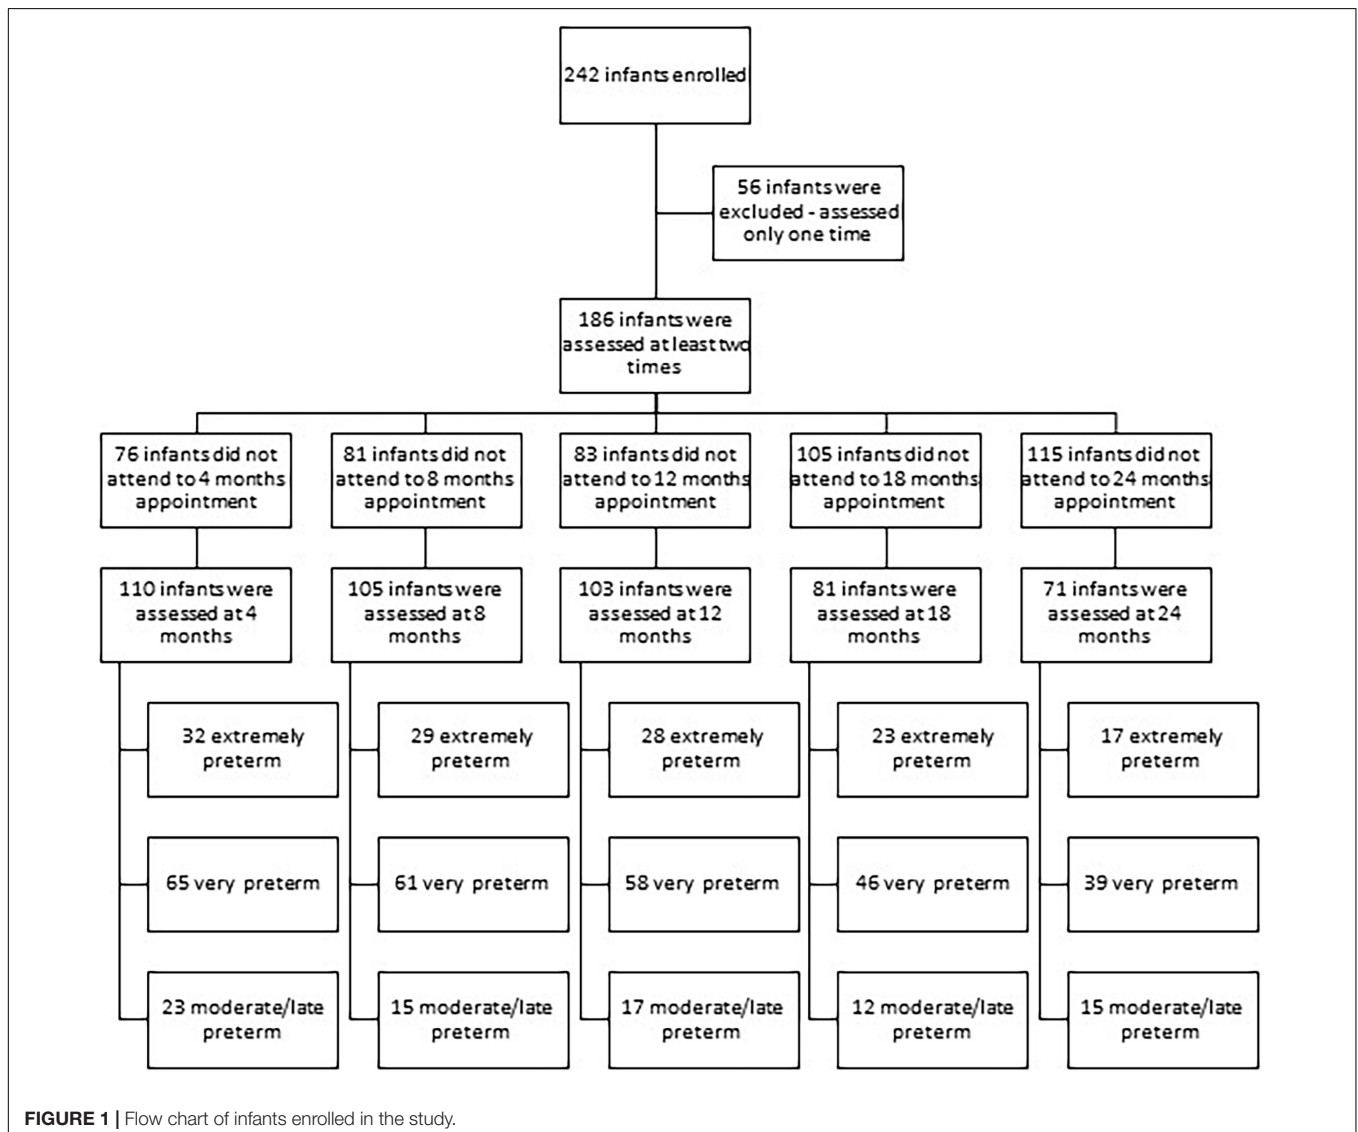 242 infants enrolled
56 infants were
excluded - assessed
only one time
186 infants were
assessed at least two
times
76 infants did not
attend to 4 months
appointment
81 infants did not
attend to 8 months
appointment
83 infants did not
attend to 12 months
appointment
105 infants did not
attend to 18 months
appointment
115 infants did not
attend to 24 months
appointment
110 infants were
assessed at 4
months
105 infants were
assessed at 8
months
103 infants were
assessed at 12
months
81 infants were
assessed at 18
months
71 infants were
assessed at 24
months
32 extremely
preterm
29 extremely
preterm
28 extremely
preterm
23 extremely
preterm
17 extremely
preterm
65 very preterm
61 very preterm
58 very preterm
46 very preterm
39 very preterm
23 moderate/late
preterm
15 moderate/late
preterm
17 moderate/late
preterm
12 moderate/late
preterm
15 moderate/late
preterm
FIGURE 1 | Flow chart of infants enrolled in the study.